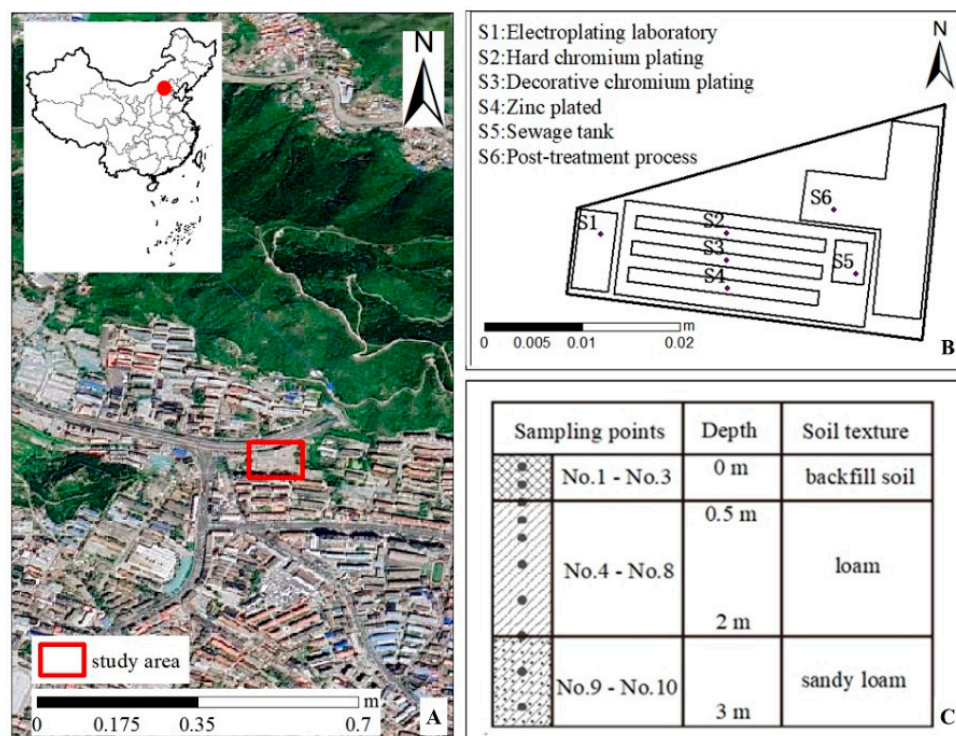 N
study area
m
0
0.175
0.35
0.7
A
S1:Electroplating laboratory
S2:Hard chromium plating
S3:Decorative chromium plating
S4:Zinc plated
S5:Sewage tank
S6:Post-treatment process
N
S6
S1
S2
S3
S5
S4
m
0
0.005
0.01
0.02
B
Sampling points
Depth
Soil texture
No.1 - No.3
0 m
backfill soil
0.5 m
No.4 - No.8
loam
2 m
No.9 - No.10
sandy loam
3 m
C